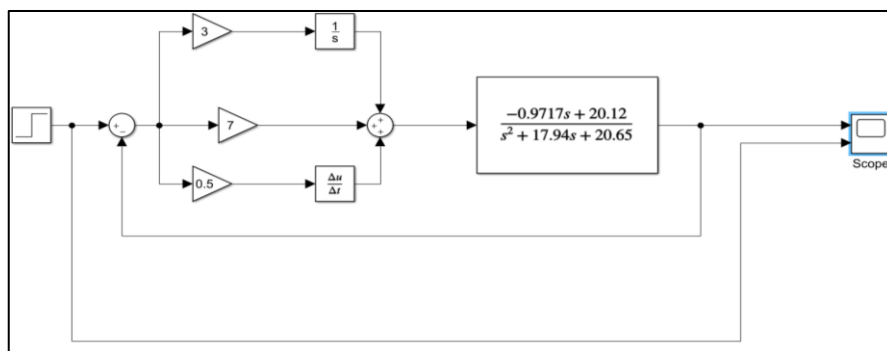 3
1
s
+
−
7
+
+
+
−0.9717s + 20.12
s² + 17.94s + 20.65
0.5
Δu
Δt
Scope